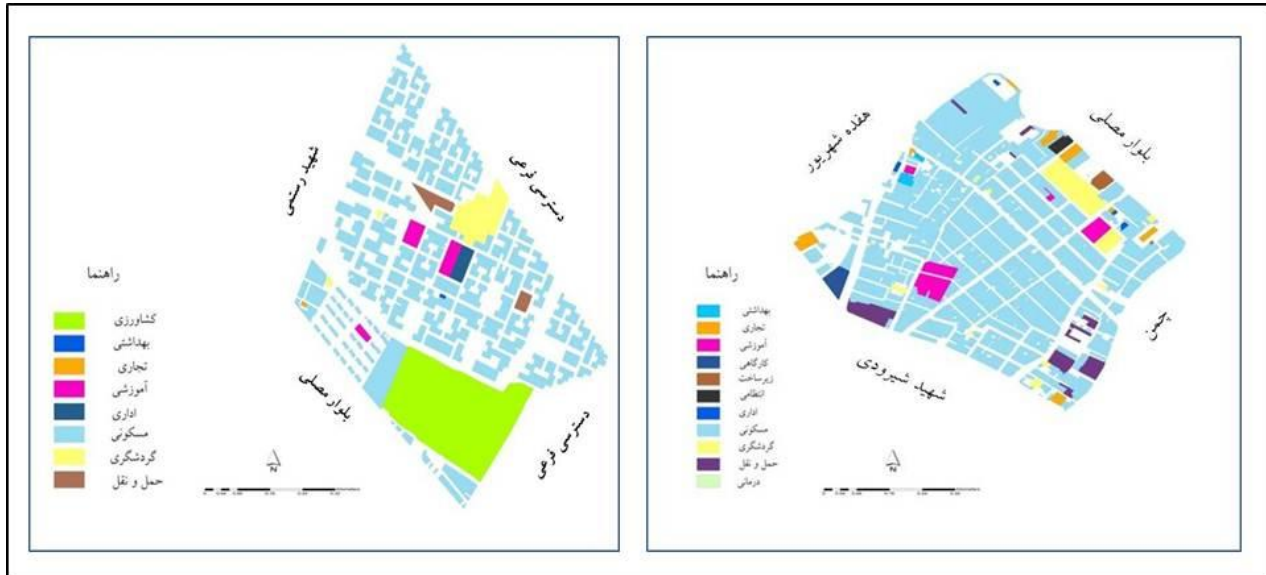 هفده شهریور
بلوار مصلی
چمن
شهید شیرودی
راهنما
بهداشتی
تجاری
آموزشی
کارگاهی
زیرساخت
انتظامی
اداری
مسکونی
گردشگری
حمل و نقل
درمانی
N
شهید رستمی
دسترسی فرعی
دسترسی فرعی
بلوار مصلی
راهنما
کشاورزی
بهداشتی
تجاری
آموزشی
اداری
مسکونی
گردشگری
حمل و نقل
N